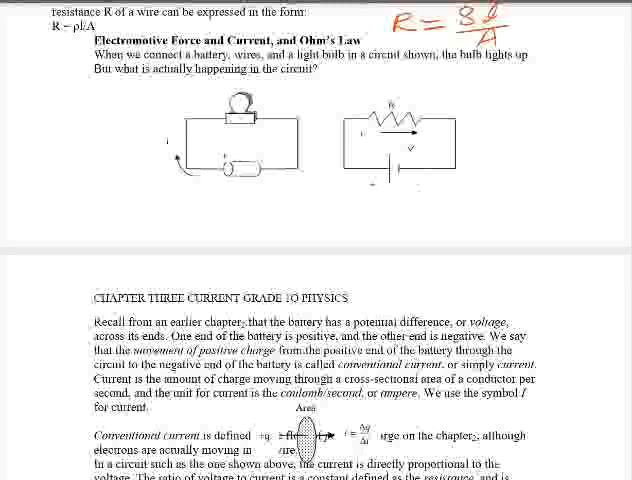 resistance R of a wire can be expressed in the form:
R = ρl/A
R = 8 l / A
Electromotive Force and Current, and Ohm's Law
When we connect a battery, wires, and a light bulb in a circuit shown, the bulb lights up
But what is actually happening in the circuit?
CHAPTER THREE CURRENT GRADE 10 PHYSICS
Recall from an earlier chapter, that the battery has a potential difference, or voltage,
across its ends. One end of the battery is positive, and the other end is negative. We say
that the movement of positive charge from the positive end of the battery through the
circuit to the negative end of the battery is called conventional current, or simply current.
Current is the amount of charge moving through a cross-sectional area of a conductor per
second, and the unit for current is the coulomb/second, or ampere. We use the symbol I
for current.
Area
Conventional current is defined +q I = Δq/Δt urge on the chapter2, although
electrons are actually moving in
In a circuit such as the one shown above, the current is directly proportional to the
voltage. The ratio of voltage to current is a constant defined as the resistance, and is